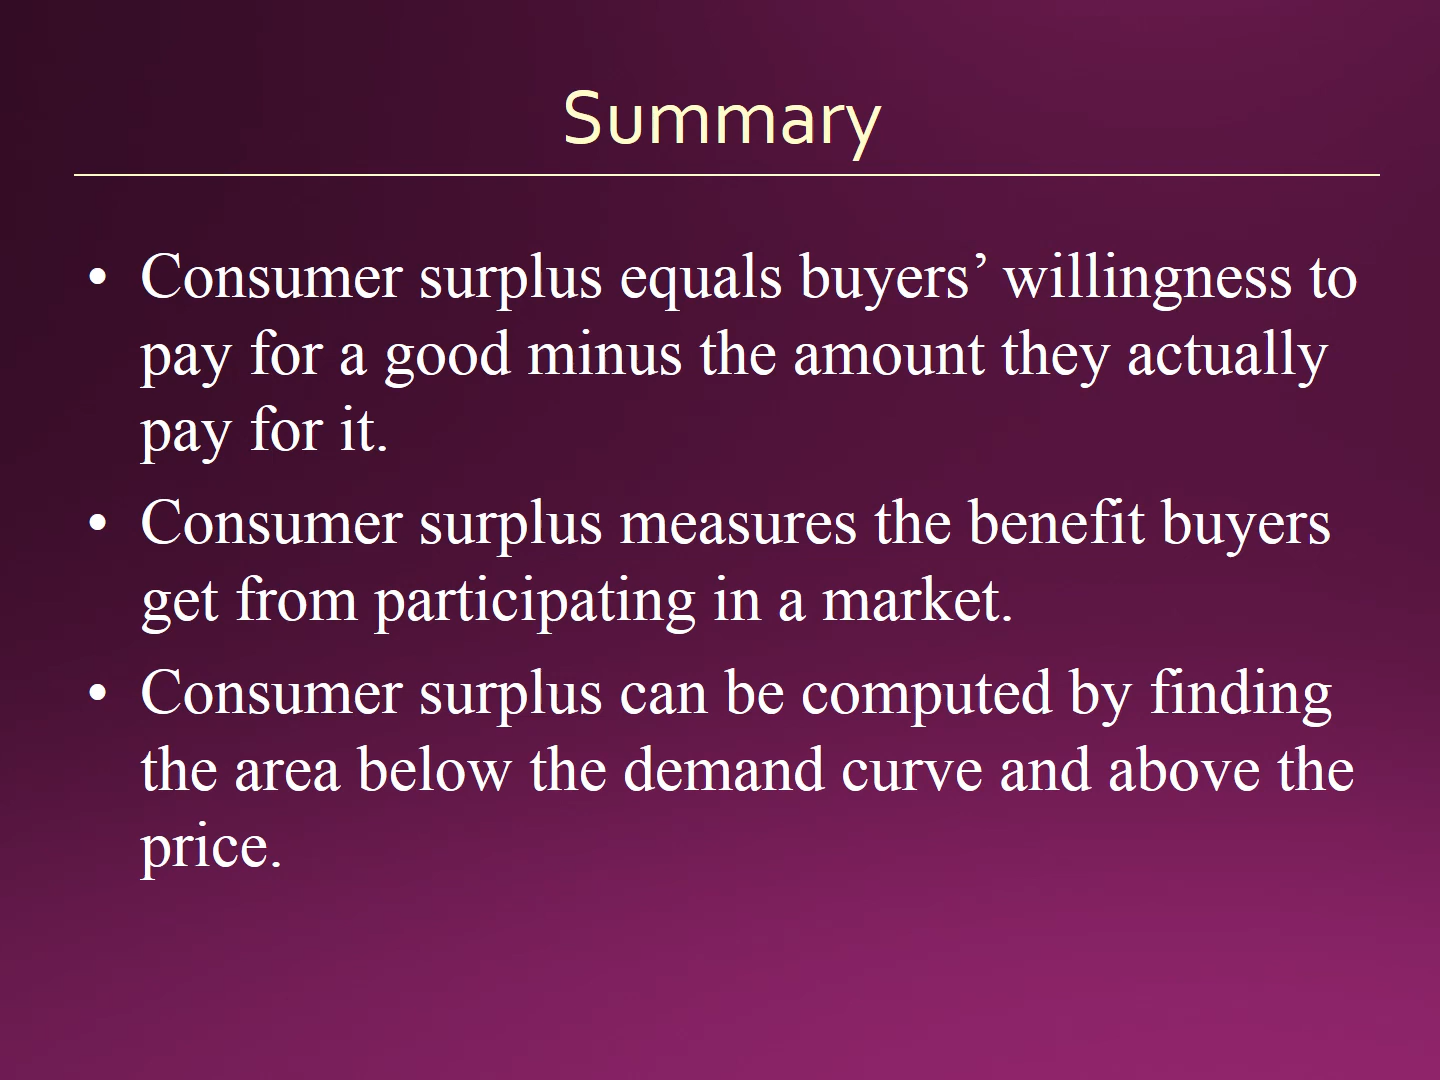 Summary
• Consumer surplus equals buyers’ willingness to
pay for a good minus the amount they actually
pay for it.
• Consumer surplus measures the benefit buyers
get from participating in a market.
• Consumer surplus can be computed by finding
the area below the demand curve and above the
price.